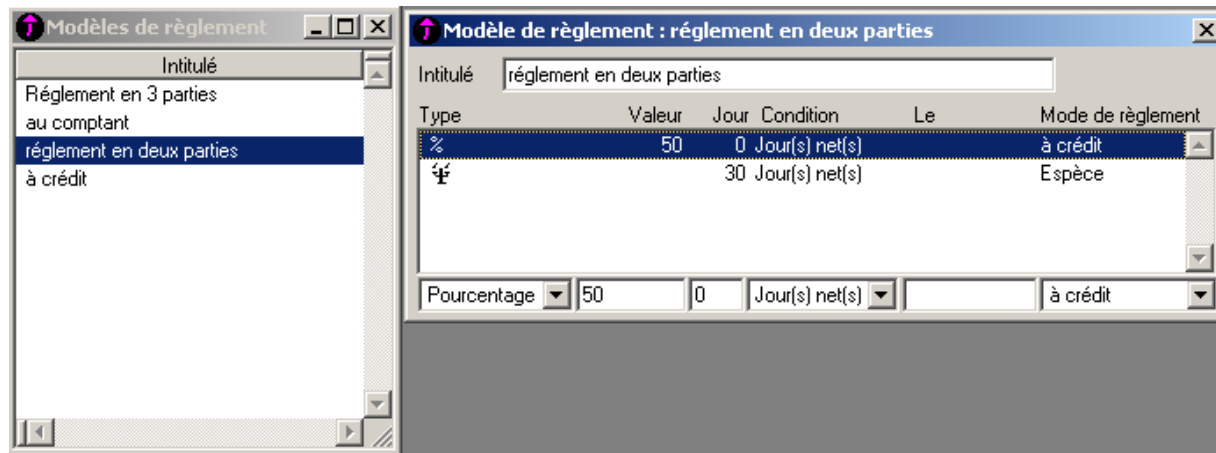 Modèles de règlement
Intitulé
Réglement en 3 parties
au comptant
réglement en deux parties
à crédit
Modèle de règlement : réglement en deux parties
Intitulé réglement en deux parties
Type Valeur Jour Condition Le Mode de règlement
% 50 0 Jour(s) net(s) à crédit
30 Jour(s) net(s) Espèce
Pourcentage 50 0 Jour(s) net(s) à crédit